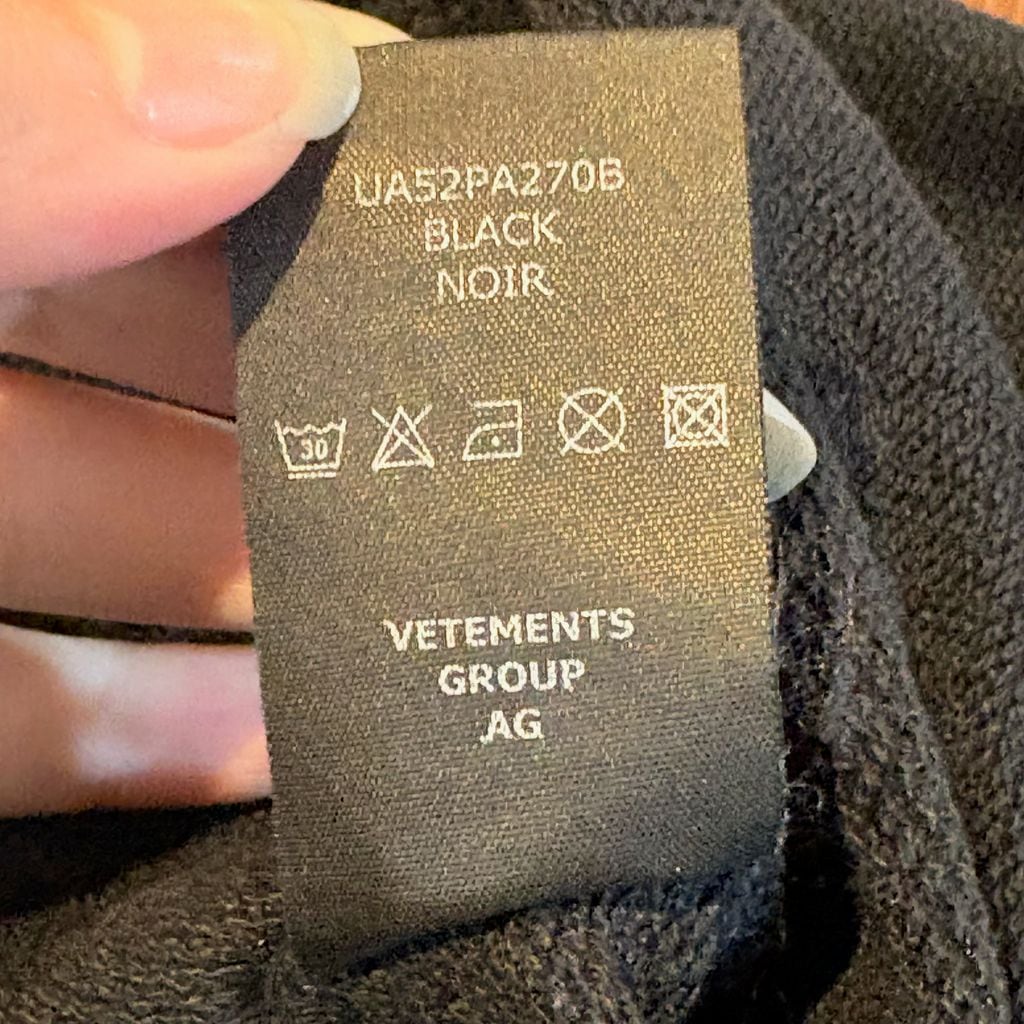 UA52PA270B
BLACK
NOIR
30
VETEMENTS
GROUP
AG